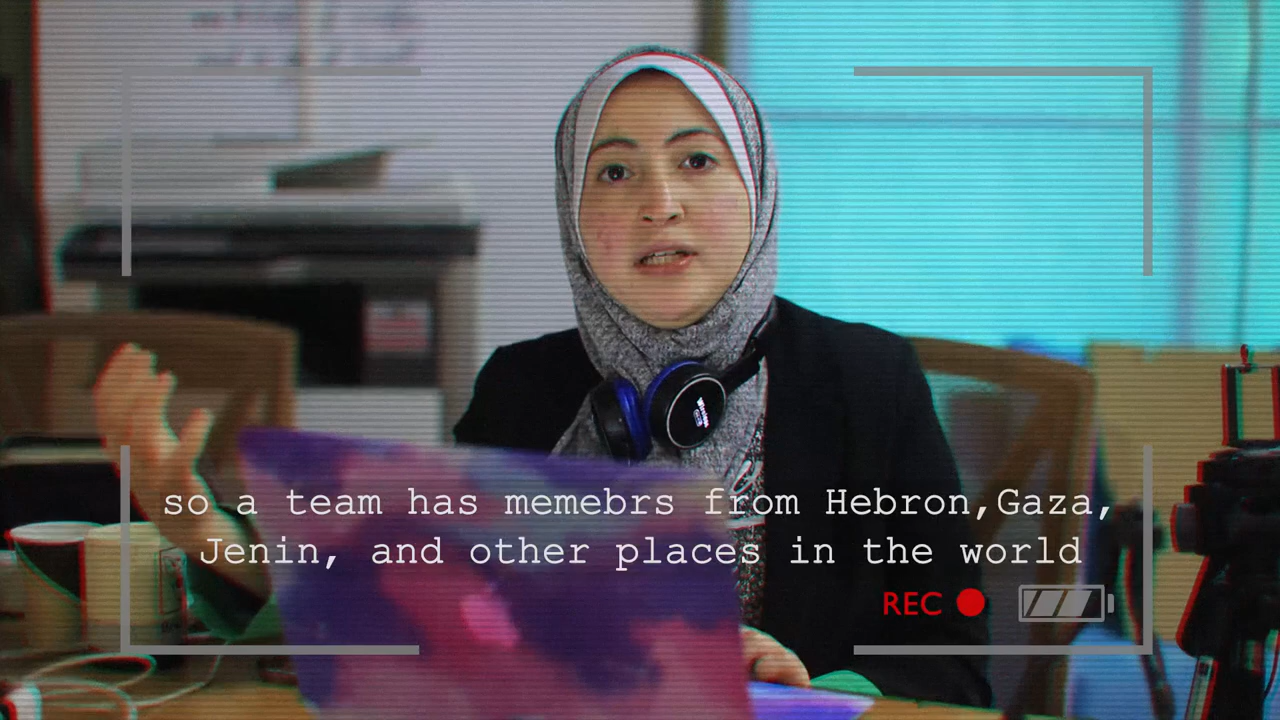 so a team has memebrs from Hebron,Gaza,
Jenin, and other places in the world
REC